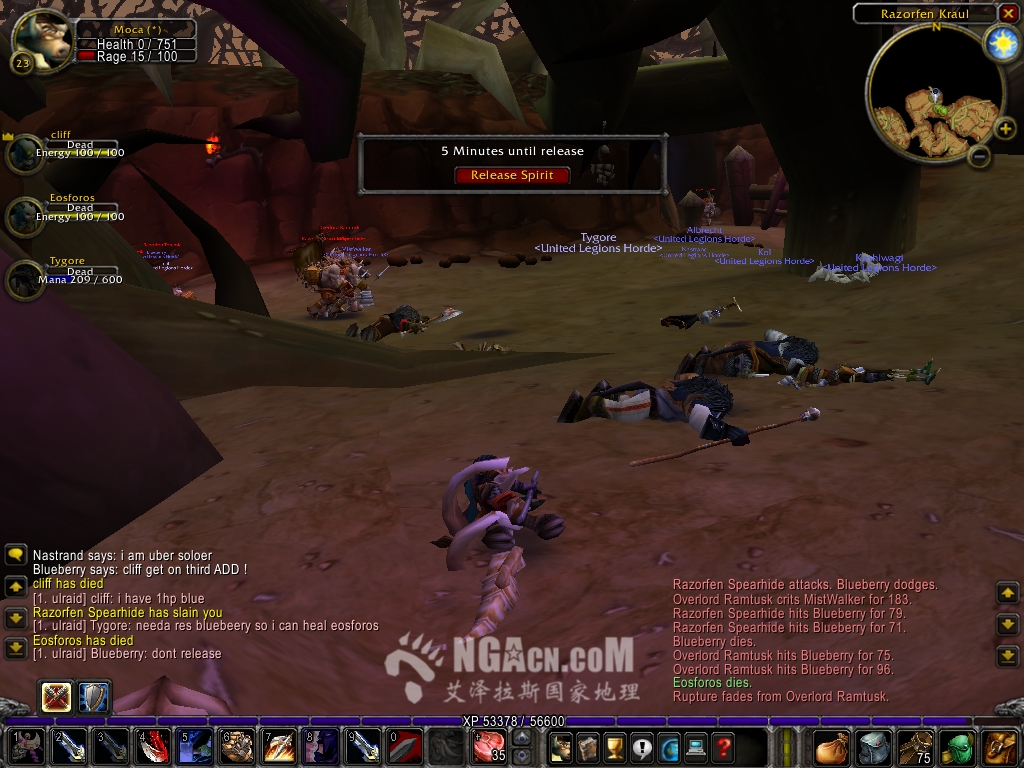 Moca (*)
Health 0 / 751
Rage 15 / 100
23
Razorfen Kraul
N
cliff
Dead
Energy 100 / 100
Eosforos
Dead
Energy 100 / 100
Tygore
Dead
Mana 209 / 600
5 Minutes until release
Release Spirit
Tygore
<United Legions Horde>
Albrecht
<United Legions Horde>
MistWalker
Kol
<United Legions Horde>
<United Legions Horde>
Nastrand says: i am uber soloer
Blueberry says: cliff get on third ADD !
cliff has died
[1. ulraid] cliff: i have 1hp blue
Razorfen Spearhide has slain you
[1. ulraid] Tygore: needa res bluebeery so i can heal eosforos
Eosforos has died
[1. ulraid] Blueberry: dont release
Razorfen Spearhide attacks. Blueberry dodges.
Overlord Ramtusk crits MistWalker for 183.
Razorfen Spearhide hits Blueberry for 79.
Razorfen Spearhide hits Blueberry for 71.
Blueberry dies.
Overlord Ramtusk hits Blueberry for 75.
Overlord Ramtusk hits Blueberry for 96.
Eosforos dies.
Rupture fades from Overlord Ramtusk.
NGACN.COM
艾泽拉斯国家地理
XP 53378 / 56600
2 3 4 5 6 7 8 9 0
35
75